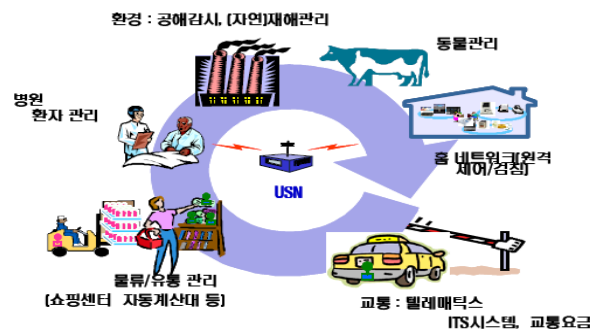 환경 : 공해감시, (자연)재해관리
동물관리
병원
환자 관리
홈 네트워크(원격
제어/검침)
USN
물류/유통 관리
(쇼핑센터 자동계산대 등)
교통 : 텔레매틱스
ITS시스템, 교통요금